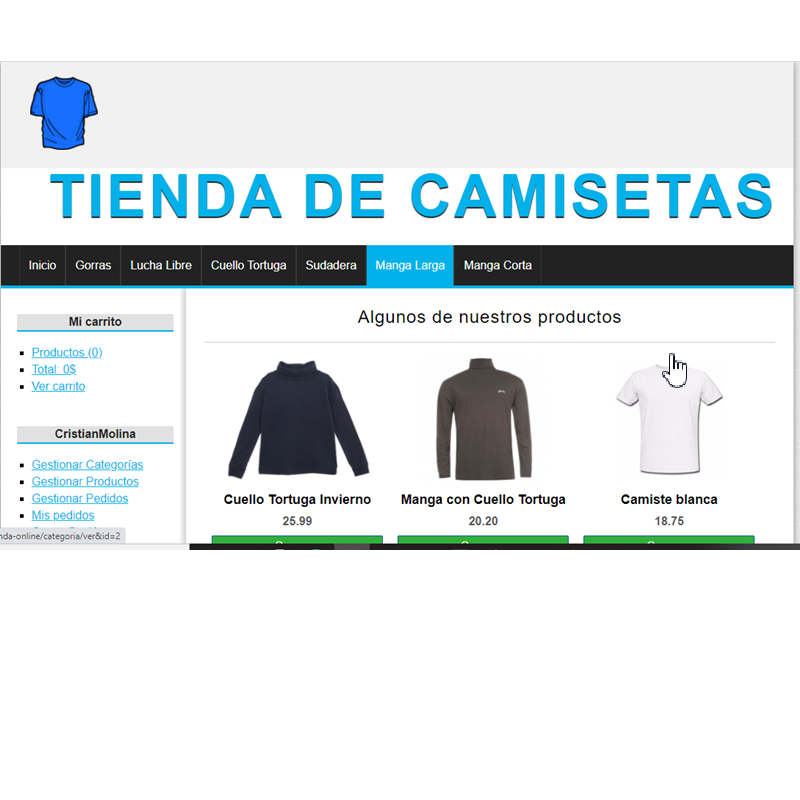 TIENDA DE CAMISETAS
Inicio Gorras Lucha Libre Cuello Tortuga Sudadera Manga Larga Manga Corta
Mi carrito
Productos (0)
Total: 0$
Ver carrito
CristianMolina
Gestionar Categorías
Gestionar Productos
Gestionar Pedidos
Mis pedidos
nda-online/categoria/ver&id=2
Algunos de nuestros productos
Cuello Tortuga Invierno
25.99
Manga con Cuello Tortuga
20.20
Camiste blanca
18.75